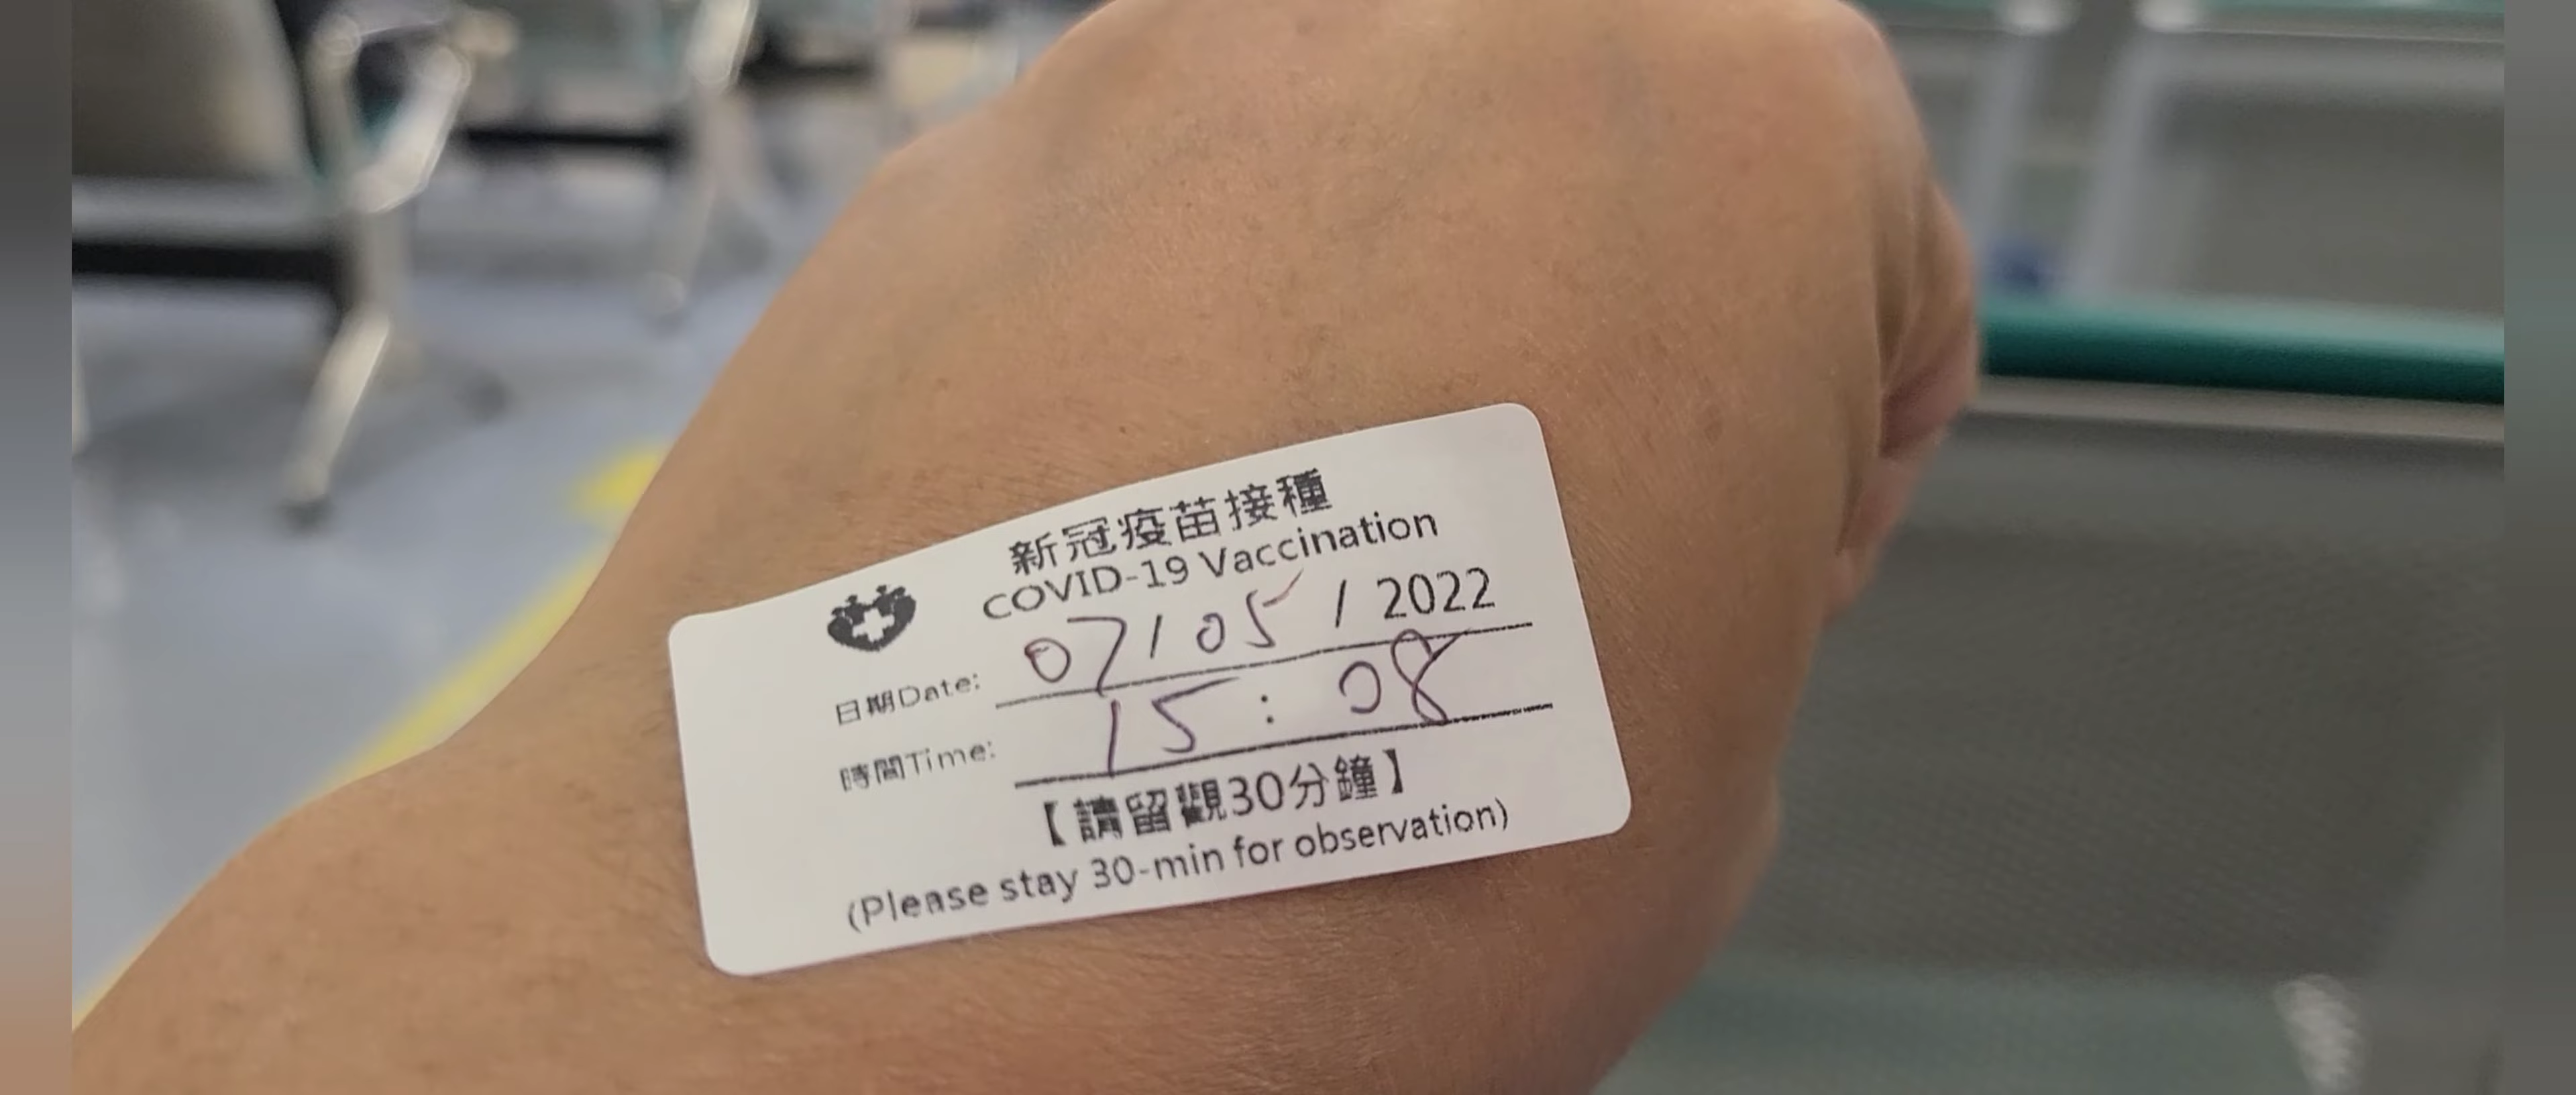 新冠疫苗接種
COVID-19 Vaccination
日期Date: 07/05/2022
時間Time: 15:08
【請留觀30分鐘】
(Please stay 30-min for observation)